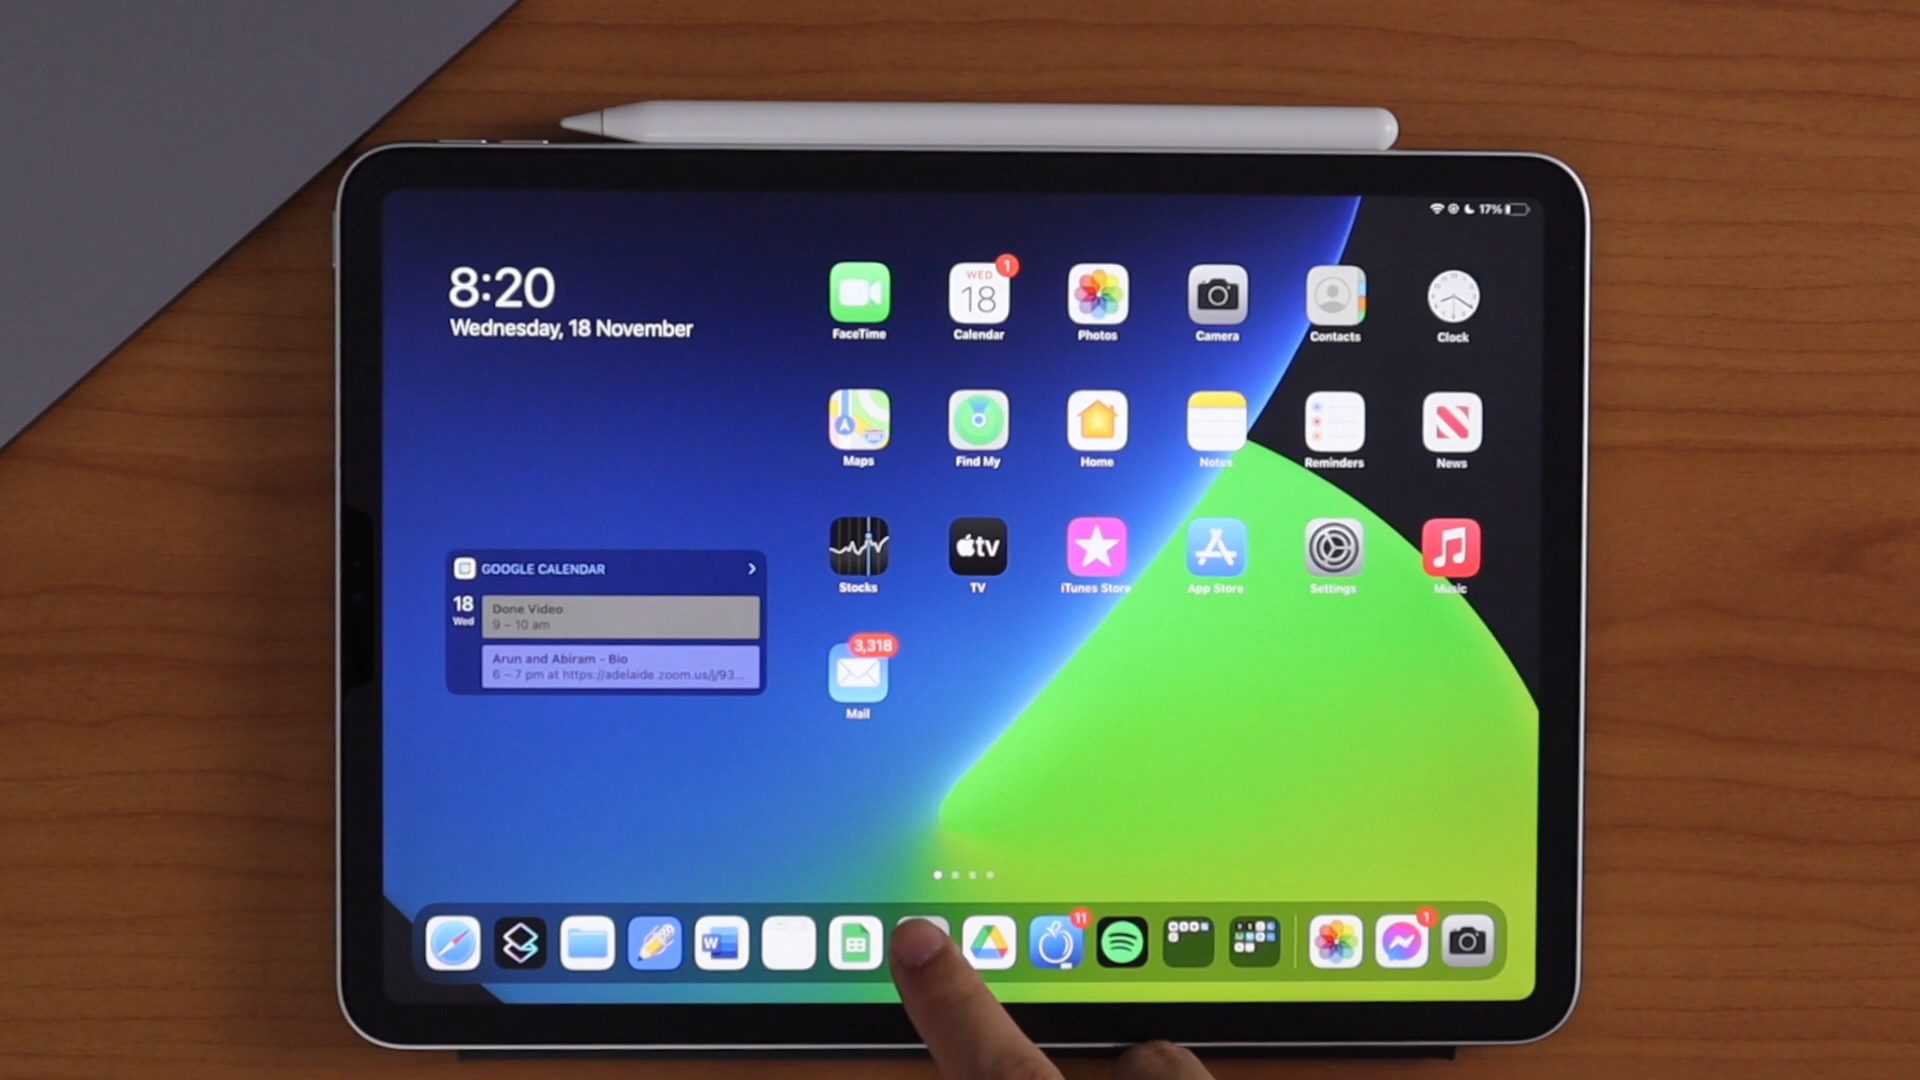 17%
8:20
Wednesday, 18 November
1
WED
18
FaceTime
Calendar
Photos
Camera
Contacts
Clock
Maps
Find My
Home
Notes
Reminders
News
tv
Stocks
TV
iTunes Store
App Store
Settings
Music
GOOGLE CALENDAR
18
Wed
Done Video
9 – 10 am
Arun and Abiram - Bio
6 – 7 pm at https://adelaide.zoom.us/j/93...
3,318
Mail
W
11
1